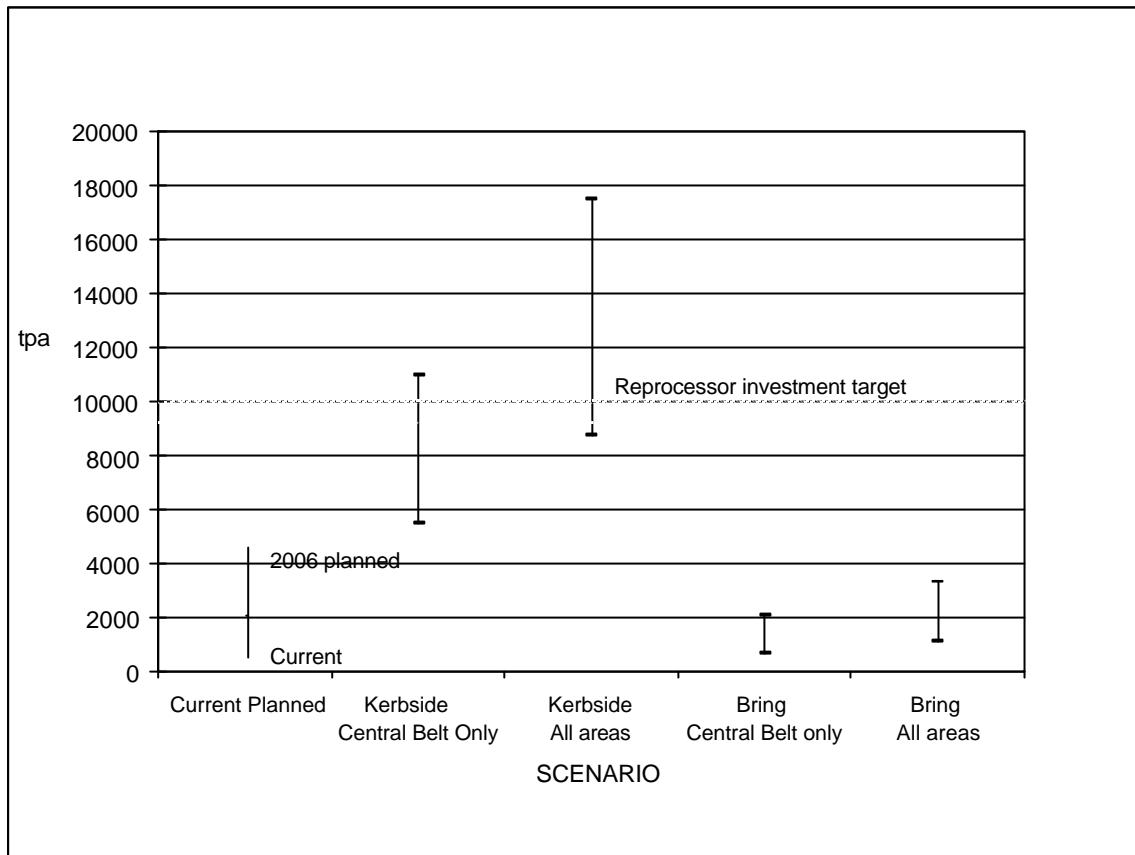 20000
18000
16000
14000
tpa
12000
Reprocessor investment target
10000
8000
6000
2006 planned
4000
2000
Current
0
Current Planned
Kerbside
Central Belt Only
Kerbside
All areas
Bring
Central Belt only
Bring
All areas
SCENARIO